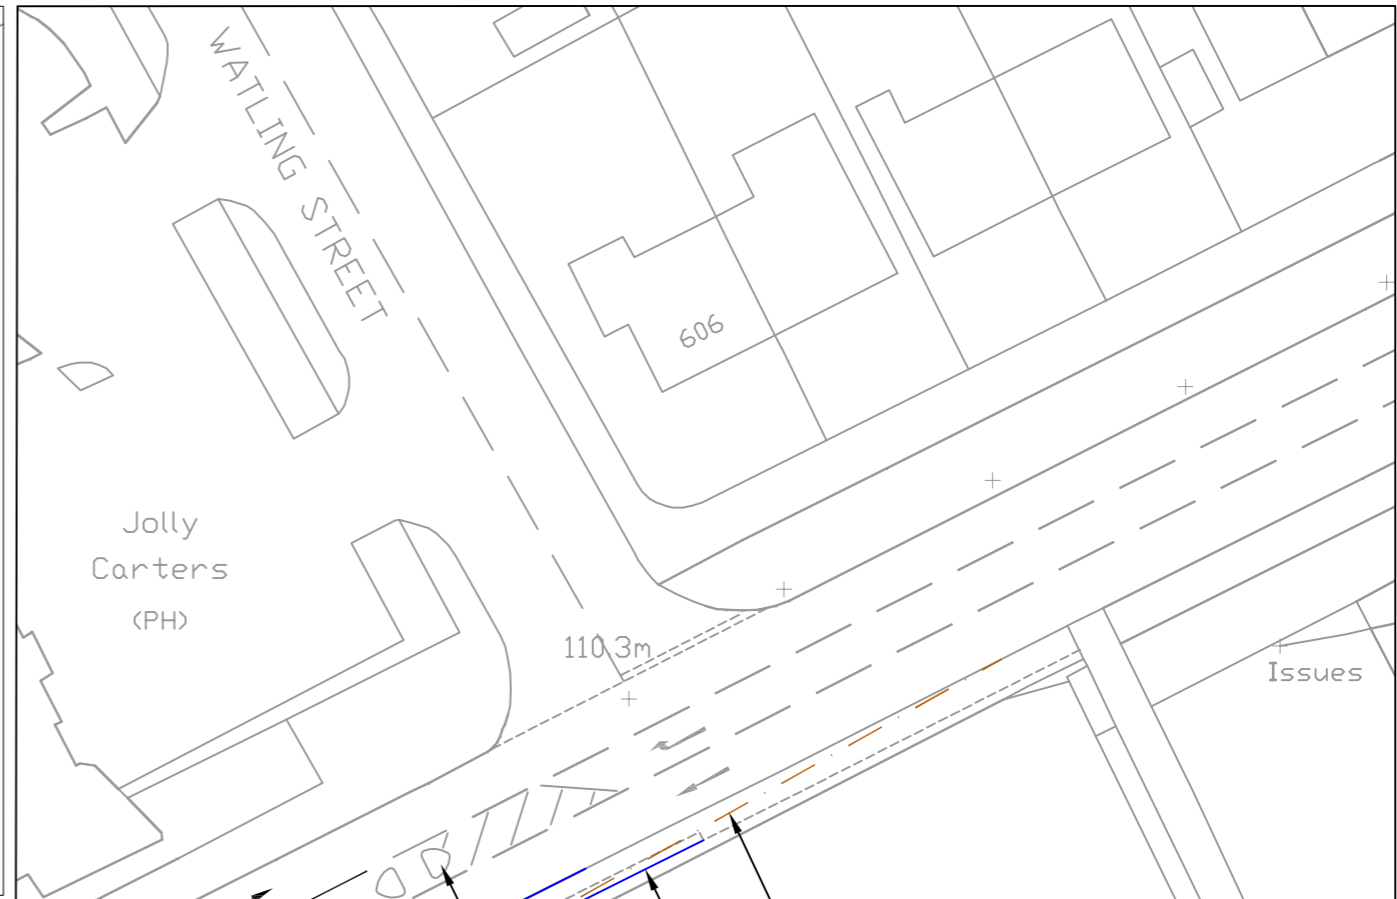 WATLING STREET
606
Jolly
Carters
(PH)
110.3m
Issues